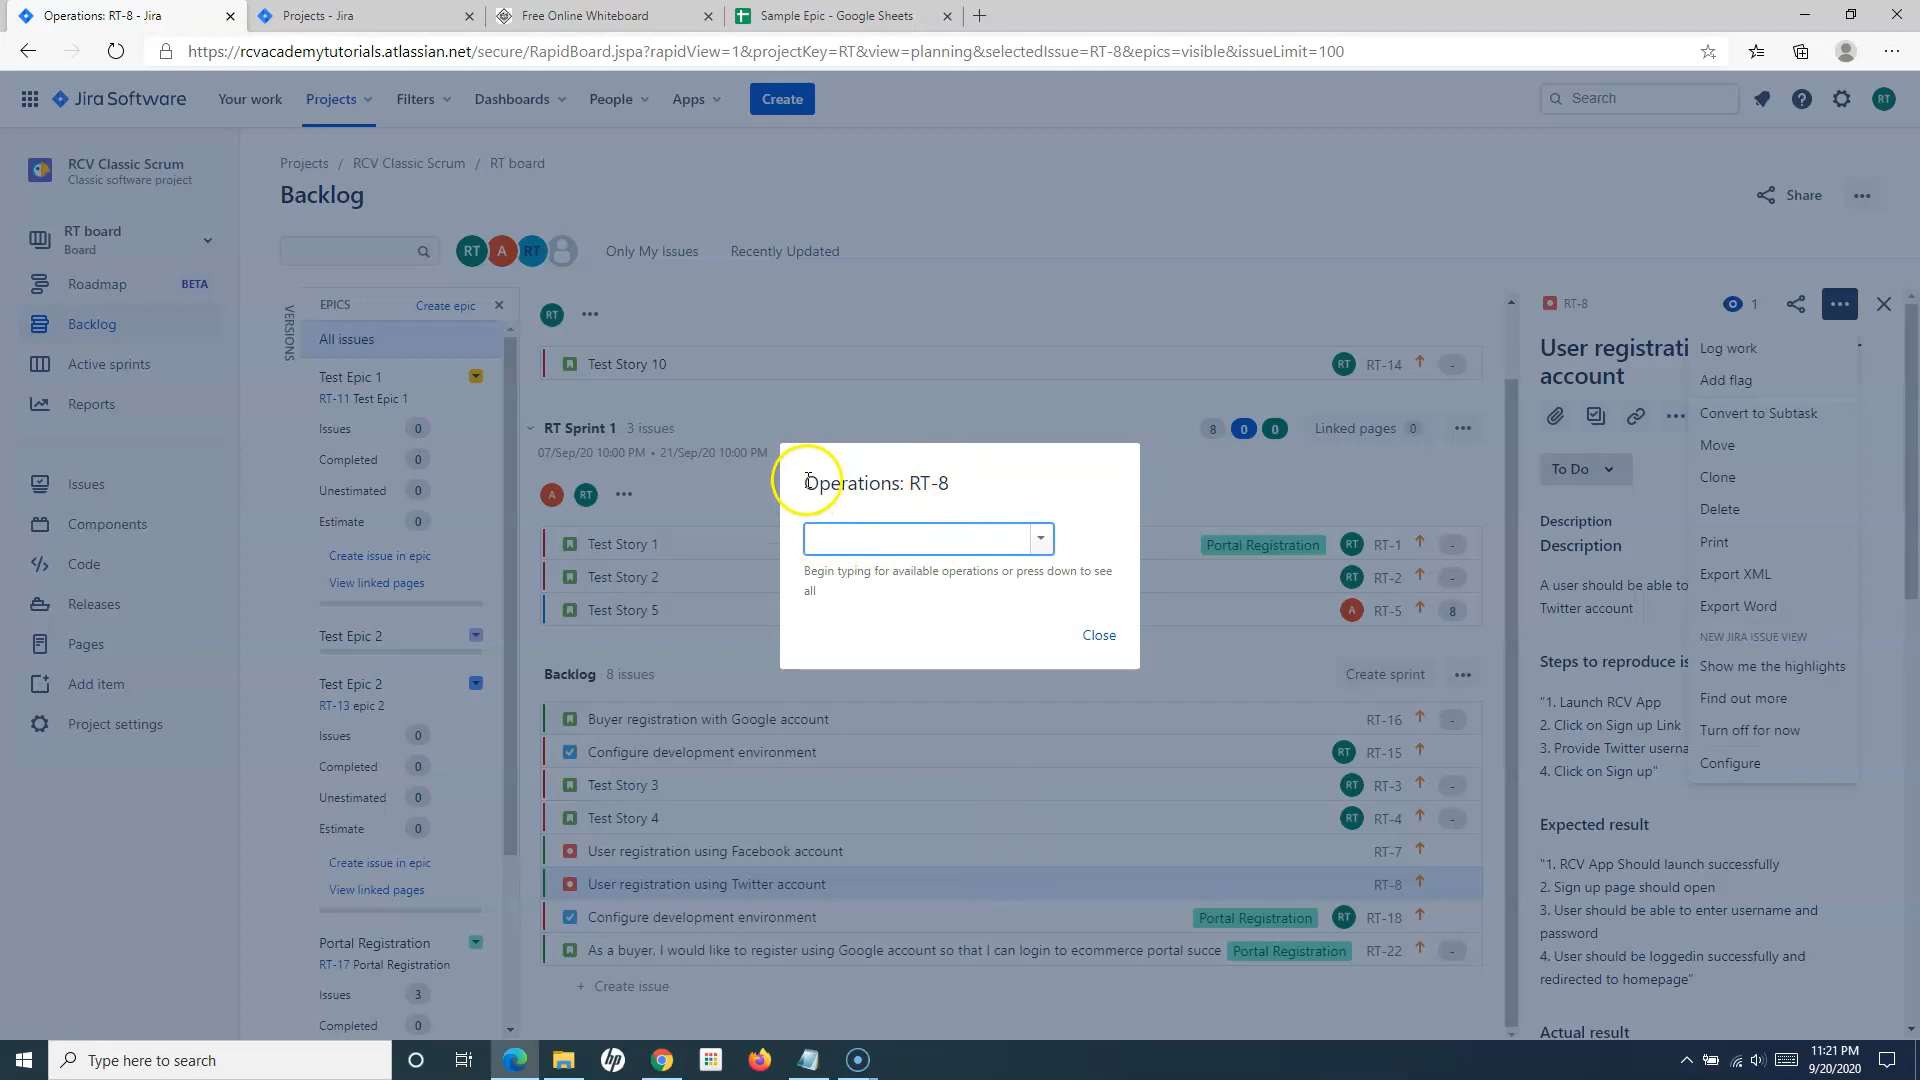 Operations: RT-8 - Jira
Projects - Jira
Free Online Whiteboard
Sample Epic - Google Sheets
https://rcvacademytutorials.atlassian.net/secure/RapidBoard.jspa?rapidView=1&projectKey=RT&view=planning&selectedIssue=RT-8&epics=visible&issueLimit=100
Jira Software
Your work
Projects
Filters
Dashboards
People
Apps
Create
Search
RT
RCV Classic Scrum
Classic software project
Projects / RCV Classic Scrum / RT board
Backlog
Share
RT board
Board
Roadmap BETA
Backlog
Active sprints
Reports
Issues
Components
Code
Releases
Pages
Add item
Project settings
RT A RT
Only My Issues
Recently Updated
VERSIONS
EPICS Create epic
All issues
Test Epic 1
RT-11 Test Epic 1
Issues 0
Completed 0
Unestimated 0
Estimate 0
Create issue in epic
View linked pages
Test Epic 2
Test Epic 2
RT-13 epic 2
Issues 0
Completed 0
Unestimated 0
Estimate 0
Create issue in epic
View linked pages
Portal Registration
RT-17 Portal Registration
Issues 3
Completed 0
RT
Test Story 10 RT RT-14 -
RT Sprint 1 3 issues 8 0 0 Linked pages 0
07/Sep/20 10:00 PM • 21/Sep/20 10:00 PM
A RT
Test Story 1 Portal Registration RT RT-1 -
Test Story 2 RT RT-2 -
Test Story 5 A RT-5 8
Backlog 8 issues Create sprint
Buyer registration with Google account RT-16 -
Configure development environment RT RT-15
Test Story 3 RT RT-3 -
Test Story 4 RT RT-4 -
User registration using Facebook account RT-7
User registration using Twitter account RT-8
Configure development environment Portal Registration RT RT-18
As a buyer, I would like to register using Google account so that I can login to ecommerce portal succe Portal Registration RT-22 -
+ Create issue
Operations: RT-8
Begin typing for available operations or press down to see
all
Close
RT-8
1
User registrati
account
To Do
Description
Description
A user should be able to
Twitter account
Steps to reproduce is
"1. Launch RCV App
2. Click on Sign up Link
3. Provide Twitter userna
4. Click on Sign up"
Expected result
"1. RCV App Should launch successfully
2. Sign up page should open
3. User should be able to enter username and
password
4. User should be loggedin successfully and
redirected to homepage"
Actual result
Log work
Add flag
Convert to Subtask
Move
Clone
Delete
Print
Export XML
Export Word
NEW JIRA ISSUE VIEW
Show me the highlights
Find out more
Turn off for now
Configure
Type here to search
hp
11:21 PM
9/20/2020